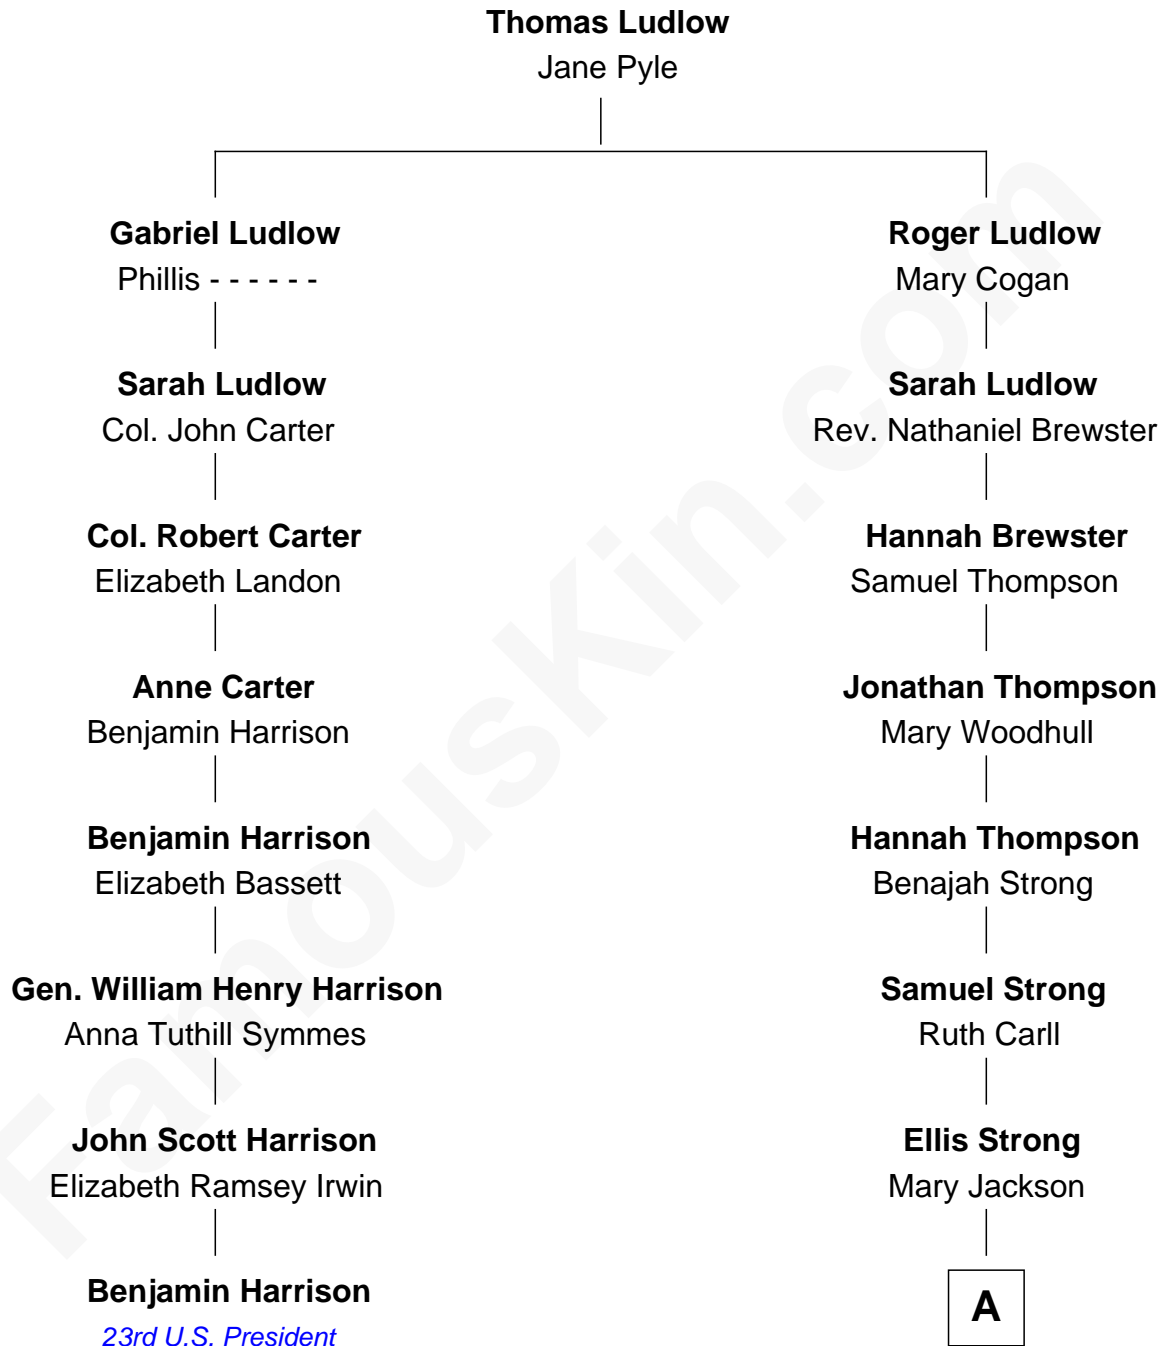 Thomas Ludlow
Jane Pyle
Gabriel Ludlow
Phillis - - - - - -
Sarah Ludlow
Col. John Carter
Col. Robert Carter
Elizabeth Landon
Anne Carter
Benjamin Harrison
Benjamin Harrison
Elizabeth Bassett
Gen. William Henry Harrison
Anna Tuthill Symmes
John Scott Harrison
Elizabeth Ramsey Irwin
Benjamin Harrison
23rd U.S. President
Roger Ludlow
Mary Cogan
Sarah Ludlow
Rev. Nathaniel Brewster
Hannah Brewster
Samuel Thompson
Jonathan Thompson
Mary Woodhull
Hannah Thompson
Benajah Strong
Samuel Strong
Ruth Carll
Ellis Strong
Mary Jackson
A
FamousKin.com